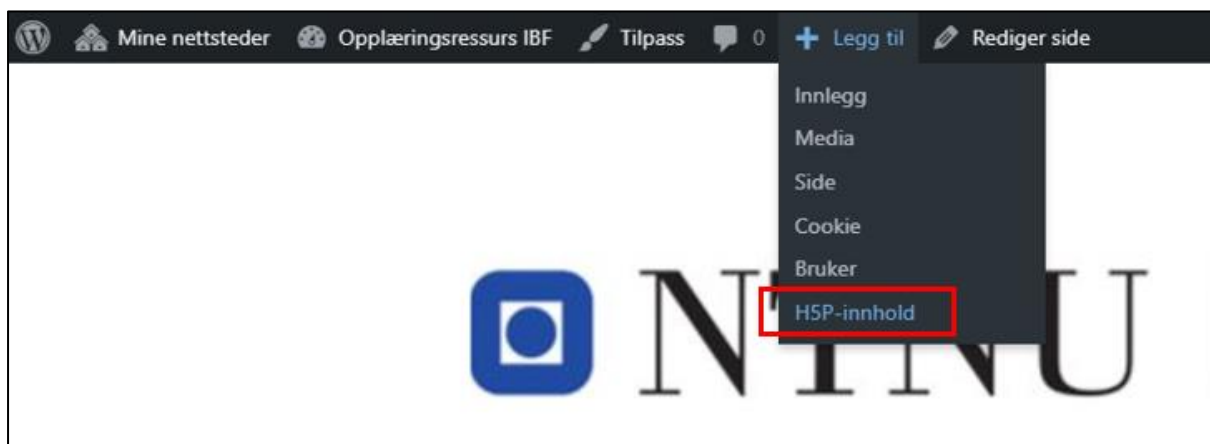 Mine nettsteder Opplæringsressurs IBF Tilpass 0 Legg til Rediger side
Innlegg
Media
Side
Cookie
Bruker
H5P-innhold
NTNU